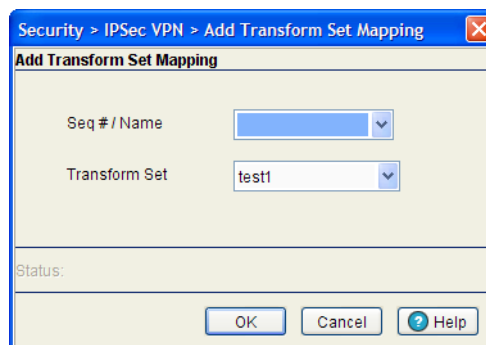 Security > IPSec VPN > Add Transform Set Mapping
Add Transform Set Mapping
Seq # / Name
Transform Set test1
Status:
OK Cancel ? Help